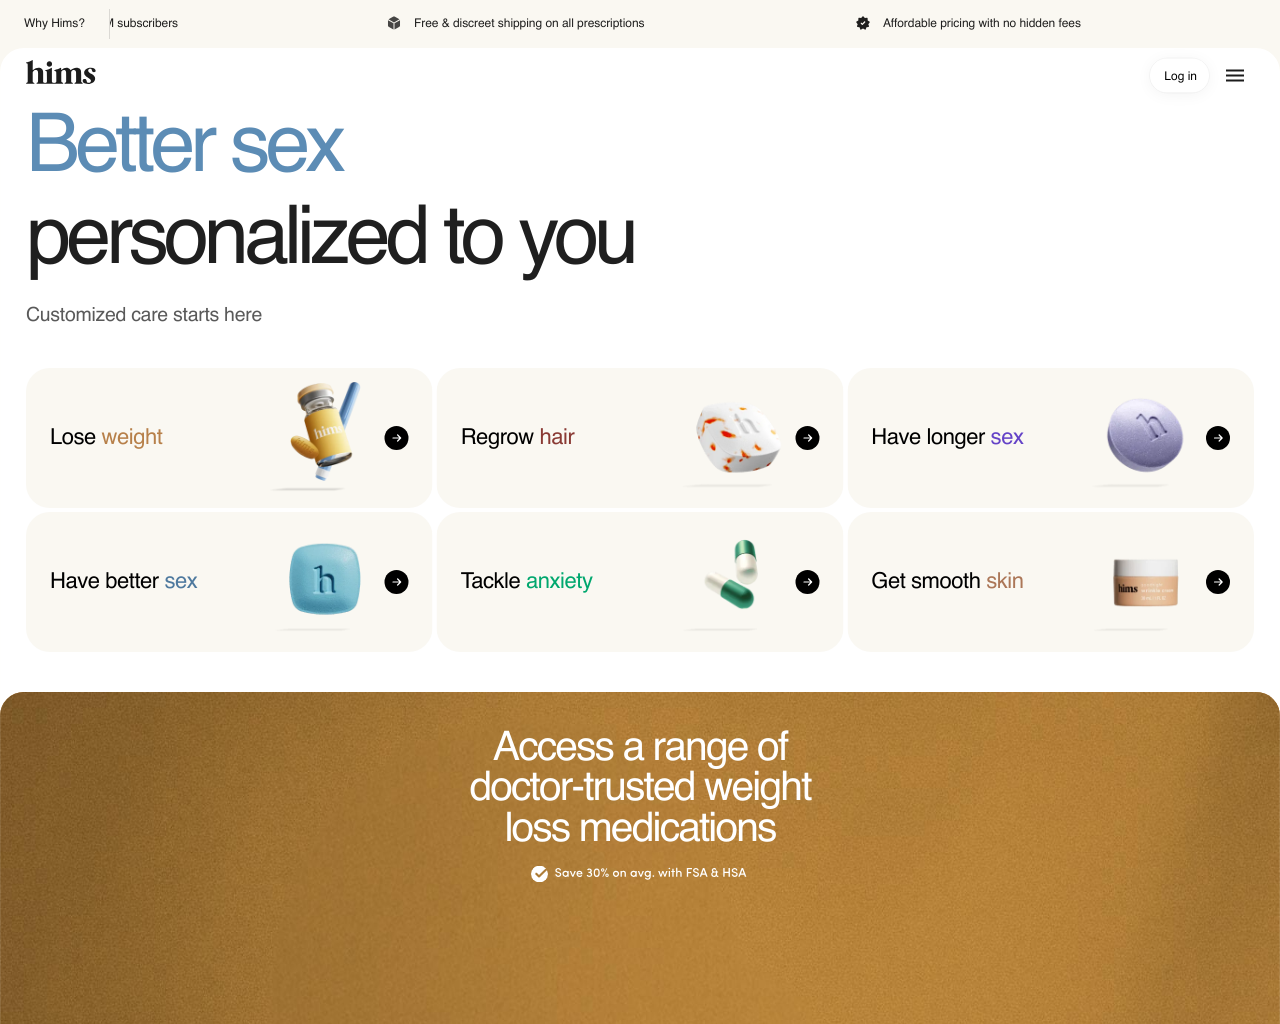 Why Hims?
subscribers
Free & discreet shipping on all prescriptions
Affordable pricing with no hidden fees
hims
Log in
Better sex
personalized to you
Customized care starts here
Lose weight
hims
Regrow hair
h
Have longer sex
h
Have better sex
h
Tackle anxiety
Get smooth skin
hims
Access a range of
doctor-trusted weight
loss medications
Save 30% on avg. with FSA & HSA